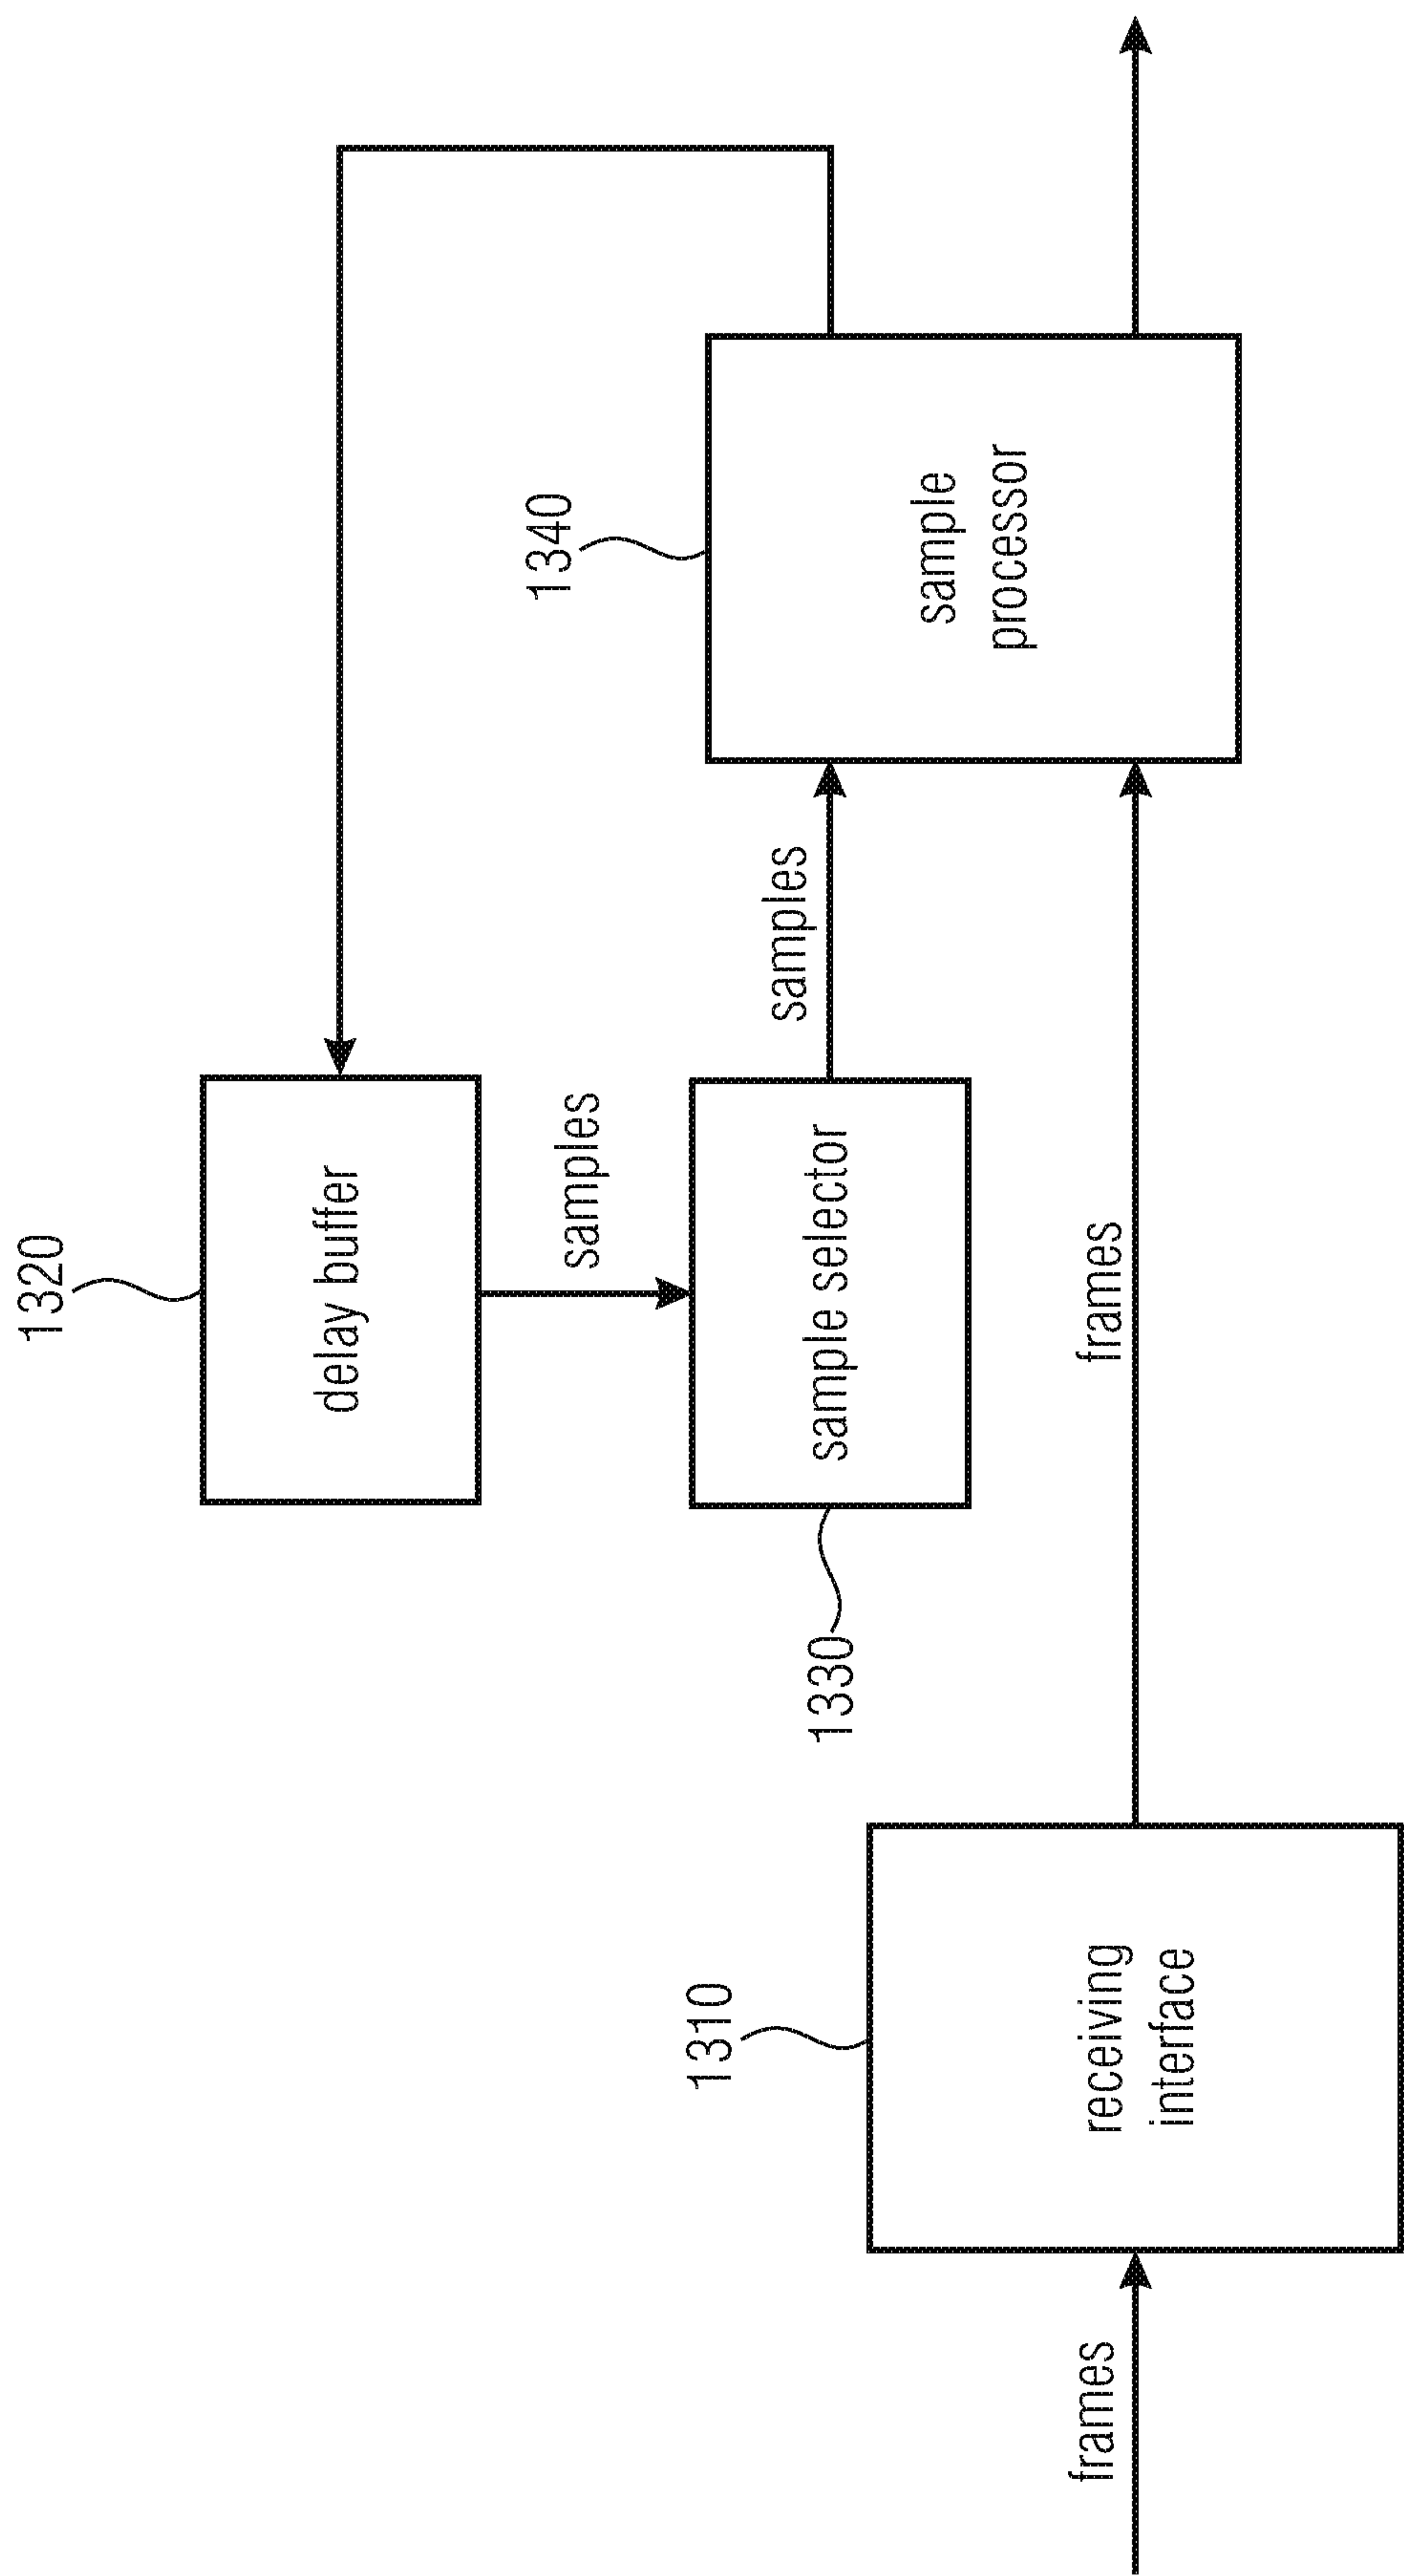 1320
delay buffer
samples
1340
sample selector
samples
sample
processor
1330
1310
receiving
interface
frames
frames